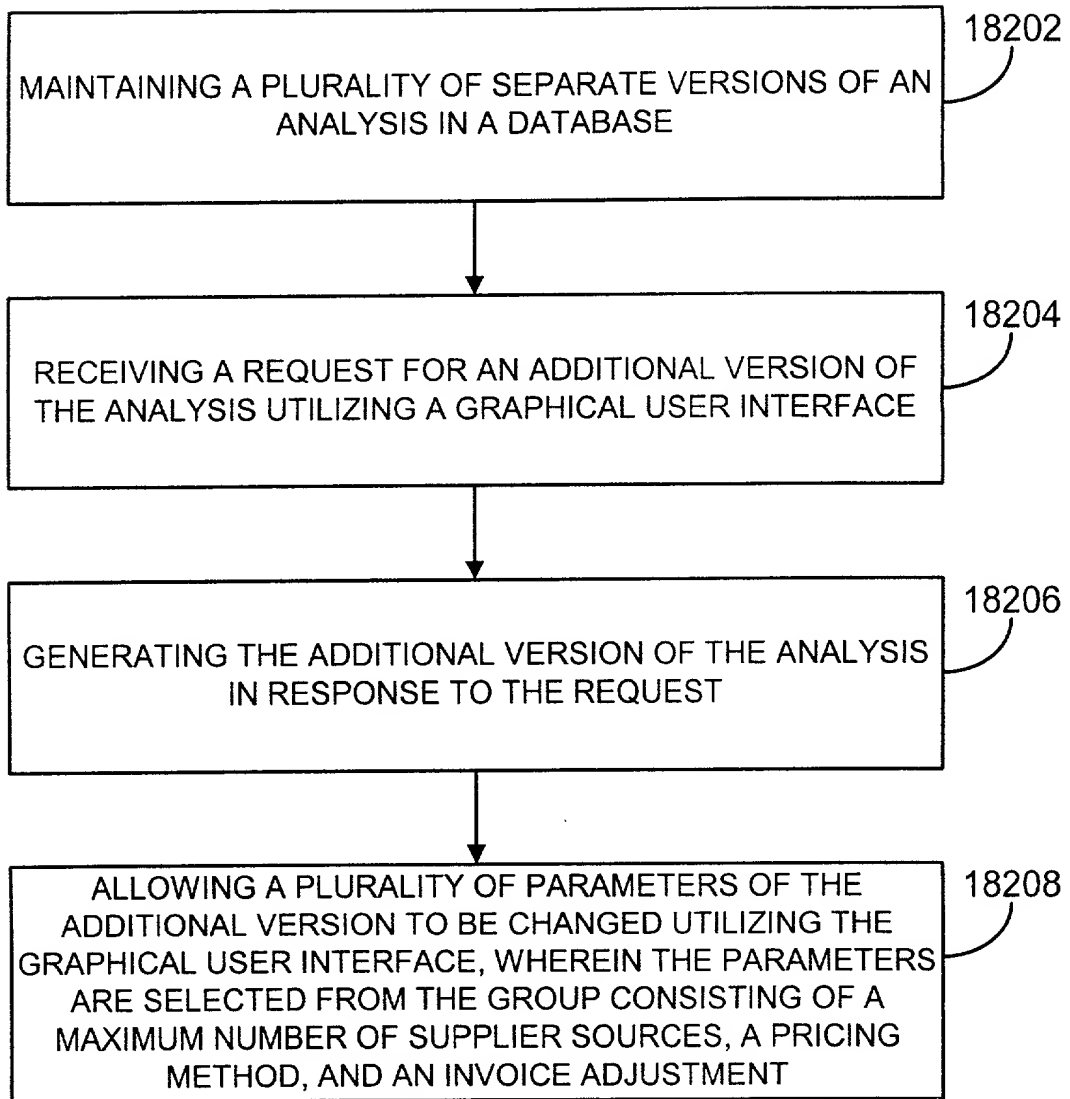 18202
MAINTAINING A PLURALITY OF SEPARATE VERSIONS OF AN
ANALYSIS IN A DATABASE
18204
RECEIVING A REQUEST FOR AN ADDITIONAL VERSION OF
THE ANALYSIS UTILIZING A GRAPHICAL USER INTERFACE
18206
GENERATING THE ADDITIONAL VERSION OF THE ANALYSIS
IN RESPONSE TO THE REQUEST
18208
ALLOWING A PLURALITY OF PARAMETERS OF THE
ADDITIONAL VERSION TO BE CHANGED UTILIZING THE
GRAPHICAL USER INTERFACE, WHEREIN THE PARAMETERS
ARE SELECTED FROM THE GROUP CONSISTING OF A
MAXIMUM NUMBER OF SUPPLIER SOURCES, A PRICING
METHOD, AND AN INVOICE ADJUSTMENT